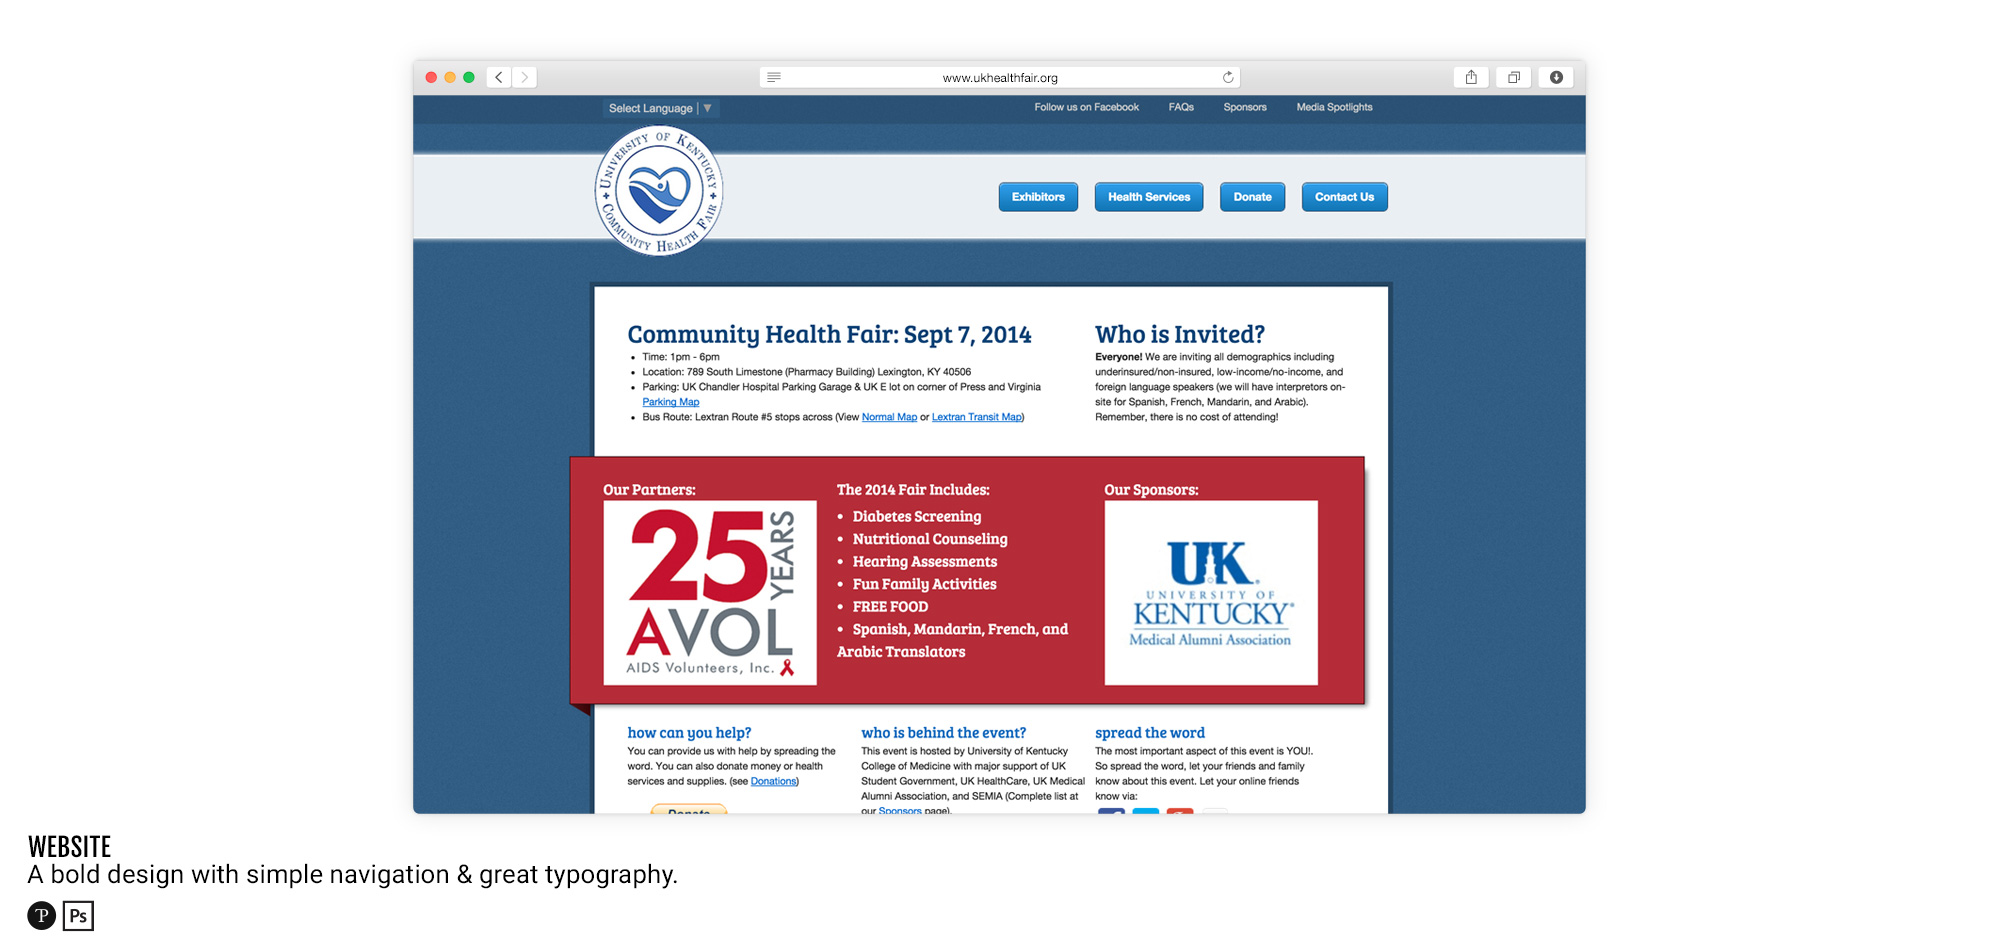 www.ukhealthfair.org
Select Language | ▼
Follow us on Facebook FAQs Sponsors Media Spotlights
UNIVERSITY OF KENTUCKY
COMMUNITY HEALTH FAIR
Exhibitors Health Services Donate Contact Us
Community Health Fair: Sept 7, 2014
• Time: 1pm - 6pm
• Location: 789 South Limestone (Pharmacy Building) Lexington, KY 40506
• Parking: UK Chandler Hospital Parking Garage & UK E lot on corner of Press and Virginia
Parking Map
• Bus Route: Lextran Route #5 stops across (View Normal Map or Lextran Transit Map)
Who is Invited?
Everyone! We are inviting all demographics including
underinsured/non-insured, low-income/no-income, and
foreign language speakers (we will have interpretors on-
site for Spanish, French, Mandarin, and Arabic).
Remember, there is no cost of attending!
Our Partners:
25 YEARS
AVOL
AIDS Volunteers, Inc.
The 2014 Fair Includes:
• Diabetes Screening
• Nutritional Counseling
• Hearing Assessments
• Fun Family Activities
• FREE FOOD
• Spanish, Mandarin, French, and
Arabic Translators
Our Sponsors:
UK
UNIVERSITY OF
KENTUCKY
Medical Alumni Association
how can you help?
You can provide us with help by spreading the
word. You can also donate money or health
services and supplies. (see Donations)
Donate
who is behind the event?
This event is hosted by University of Kentucky
College of Medicine with major support of UK
Student Government, UK HealthCare, UK Medical
Alumni Association, and SEMIA (Complete list at
our Sponsors page).
spread the word
The most important aspect of this event is YOU!.
So spread the word, let your friends and family
know about this event. Let your online friends
know via:
WEBSITE
A bold design with simple navigation & great typography.
TP Ps